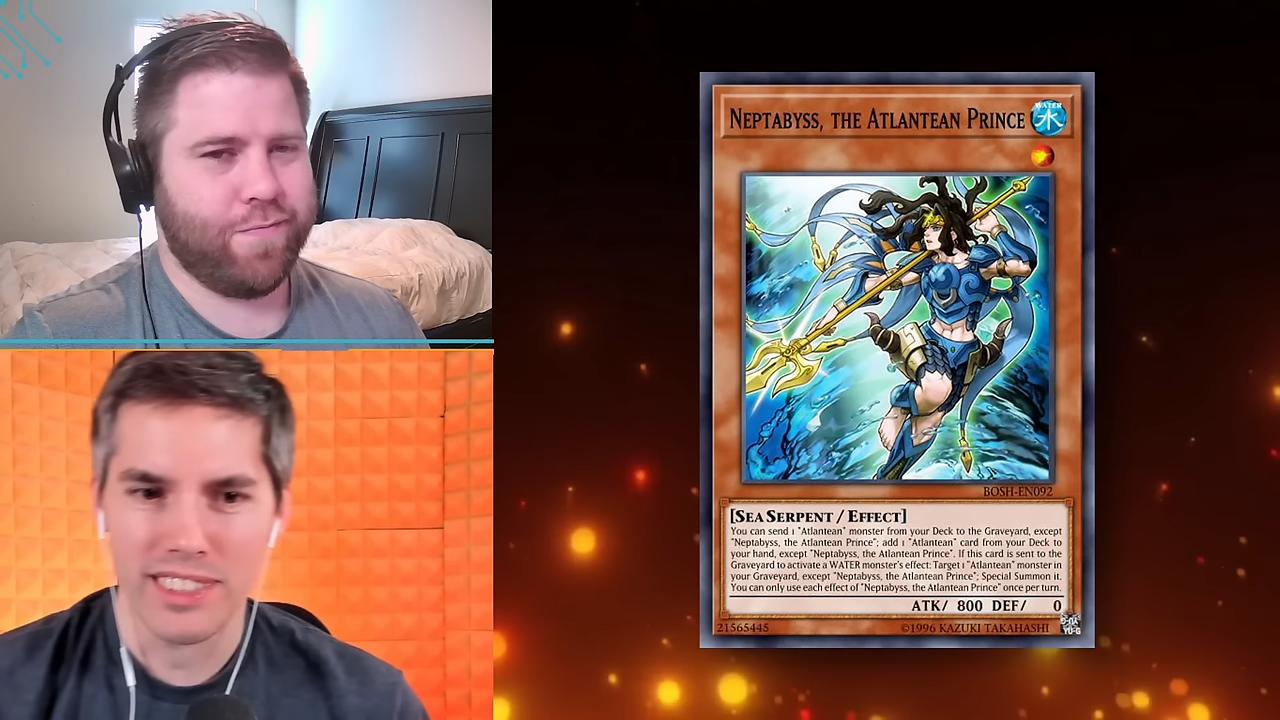 NEPTABYSS, THE ATLANTEAN PRINCE
WATER
水
BOSH-EN092
[SEA SERPENT / EFFECT]
You can send 1 "Atlantean" monster from your Deck to the Graveyard, except
"Neptabyss, the Atlantean Prince"; add 1 "Atlantean" card from your Deck to
your hand, except "Neptabyss, the Atlantean Prince". If this card is sent to the
Graveyard to activate a WATER monster's effect: Target 1 "Atlantean" monster in
your Graveyard, except "Neptabyss, the Atlantean Prince"; Special Summon it.
You can only use each effect of "Neptabyss, the Atlantean Prince" once per turn.
ATK/ 800 DEF/ 0
21565445
©1996 KAZUKI TAKAHASHI